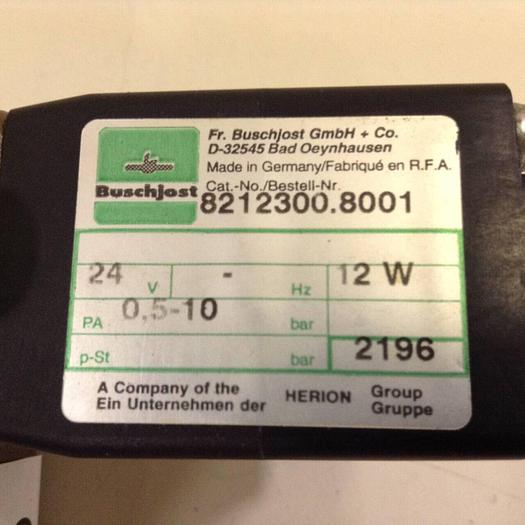 Fr. Buschjost GmbH + Co.
D-32545 Bad Oeynhausen
Made in Germany/Fabriqué en R.F.A.
Buschjost
Cat.-No./Bestell-Nr.
8212300.8001
24 V - Hz 12 W
PA 0,5-10 bar
p-St bar 2196
A Company of the
Ein Unternehmen der
HERION
Group
Gruppe